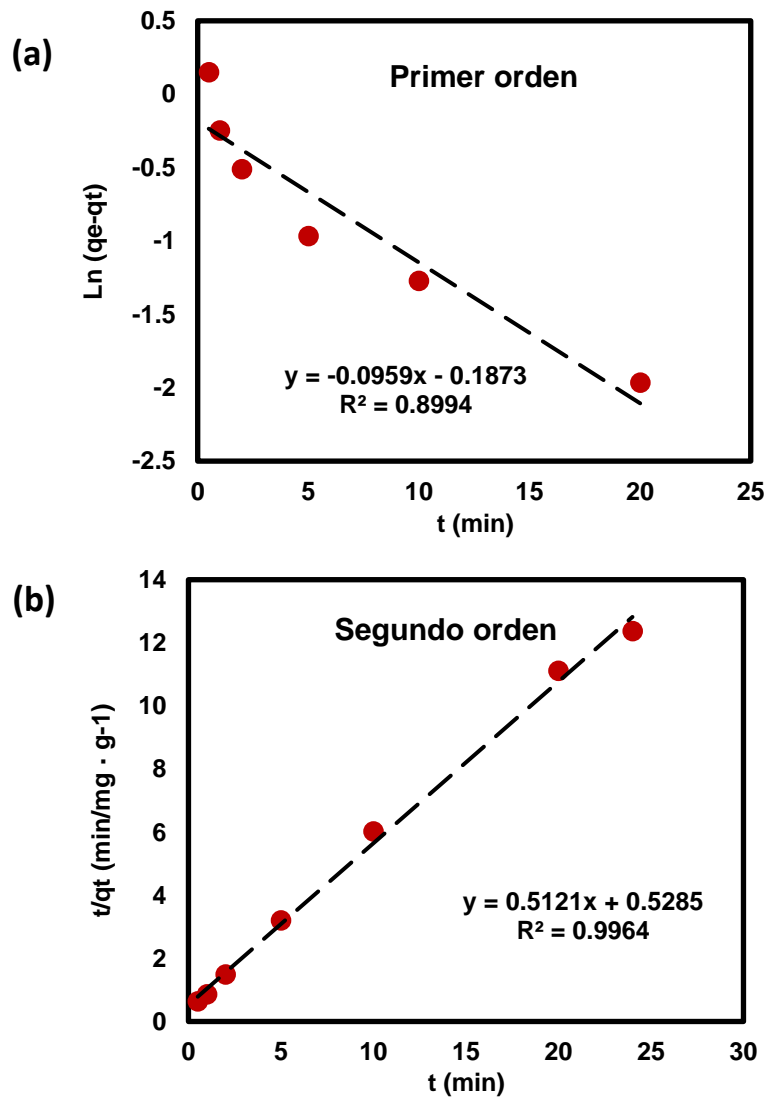 (a)
Primer orden
0.5
0
-0.5
-1
-1.5
-2
-2.5
Ln (qe-qt)
y = -0.0959x - 0.1873
R² = 0.8994
0 5 10 15 20 25
t (min)
(b)
Segundo orden
14
12
10
8
6
4
2
0
t/qt (min/mg · g-1)
y = 0.5121x + 0.5285
R² = 0.9964
0 5 10 15 20 25 30
t (min)